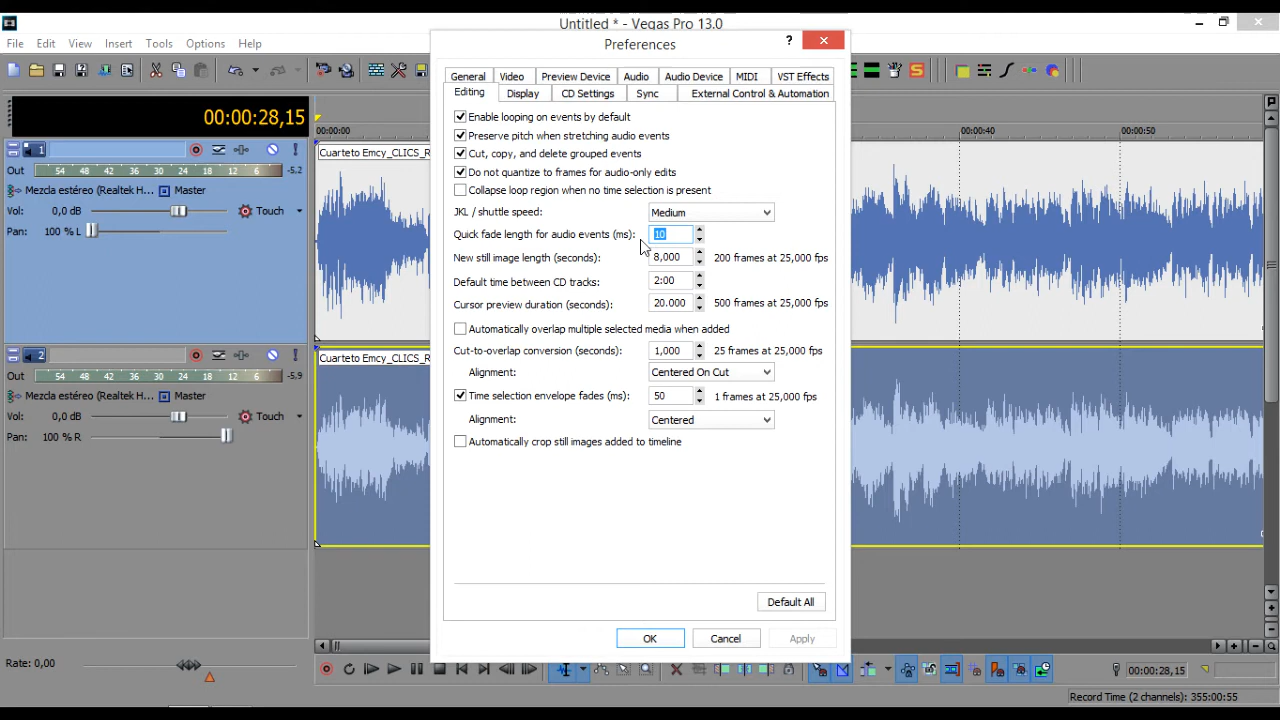 Untitled * - Vegas Pro 13.0
File Edit View Insert Tools Options Help
Preferences
?
General Video Preview Device Audio Audio Device MIDI VST Effects
Editing Display CD Settings Sync External Control & Automation
00:00:28,15
00:00:00
00:00:40
00:00:50
1
Out 54 48 42 36 30 24 18 12 6 -5,2
Mezcla estéreo (Realtek H... Master
Vol: 0,0 dB Touch
Pan: 100 % L
Cuarteto Emcy_CLICS_R
2
Out 54 48 42 36 30 24 18 12 6 -5,9
Mezcla estéreo (Realtek H... Master
Vol: 0,0 dB Touch
Pan: 100 % R
Cuarteto Emcy_CLICS_R
Enable looping on events by default
Preserve pitch when stretching audio events
Cut, copy, and delete grouped events
Do not quantize to frames for audio-only edits
Collapse loop region when no time selection is present
JKL / shuttle speed: Medium
Quick fade length for audio events (ms): 10
New still image length (seconds): 8,000 200 frames at 25,000 fps
Default time between CD tracks: 2:00
Cursor preview duration (seconds): 20.000 500 frames at 25,000 fps
Automatically overlap multiple selected media when added
Cut-to-overlap conversion (seconds): 1,000 25 frames at 25,000 fps
Alignment: Centered On Cut
Time selection envelope fades (ms): 50 1 frames at 25,000 fps
Alignment: Centered
Automatically crop still images added to timeline
Default All
OK Cancel Apply
Rate: 0,00
00:00:28,15
Record Time (2 channels): 355:00:55